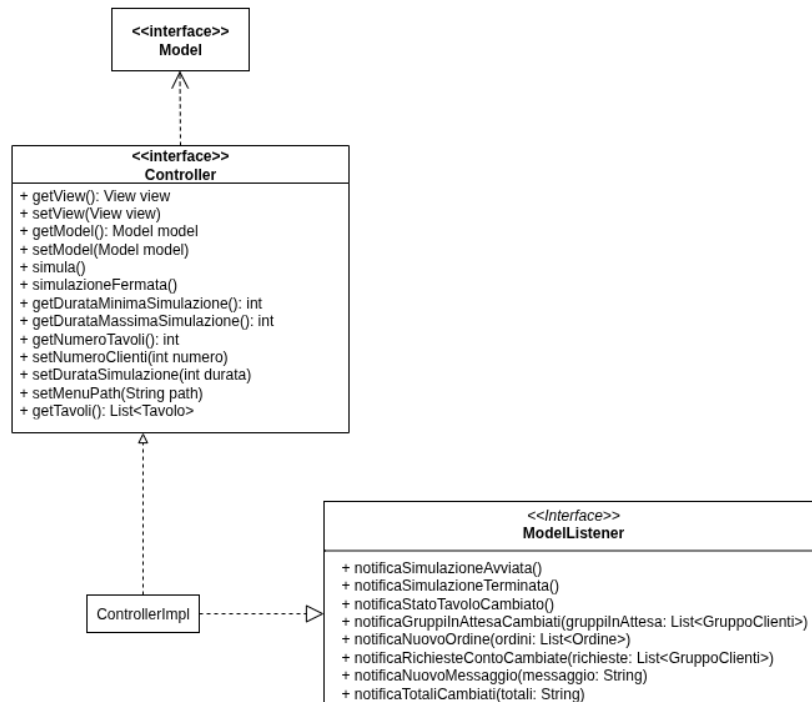 <<interface>>
Model
<<interface>>
Controller
+ getView(): View view
+ setView(View view)
+ getModel(): Model model
+ setModel(Model model)
+ simula()
+ simulazioneFermata()
+ getDurataMinimaSimulazione(): int
+ getDurataMassimaSimulazione(): int
+ getNumeroTavoli(): int
+ setNumeroClienti(int numero)
+ setDurataSimulazione(int durata)
+ setMenuPath(String path)
+ getTavoli(): List<Tavolo>
<<Interface>>
ModelListener
+ notificaSimulazioneAvviata()
+ notificaSimulazioneTerminata()
+ notificaStatoTavoloCambiato()
+ notificaGruppiInAttesaCambiati(gruppiInAttesa: List<GruppoClienti>)
+ notificaNuovoOrdine(ordini: List<Ordine>)
+ notificaRichiesteContoCambiate(richieste: List<GruppoClienti>)
+ notificaNuovoMessaggio(messaggio: String)
+ notificaTotaliCambiati(totali: String)
ControllerImpl